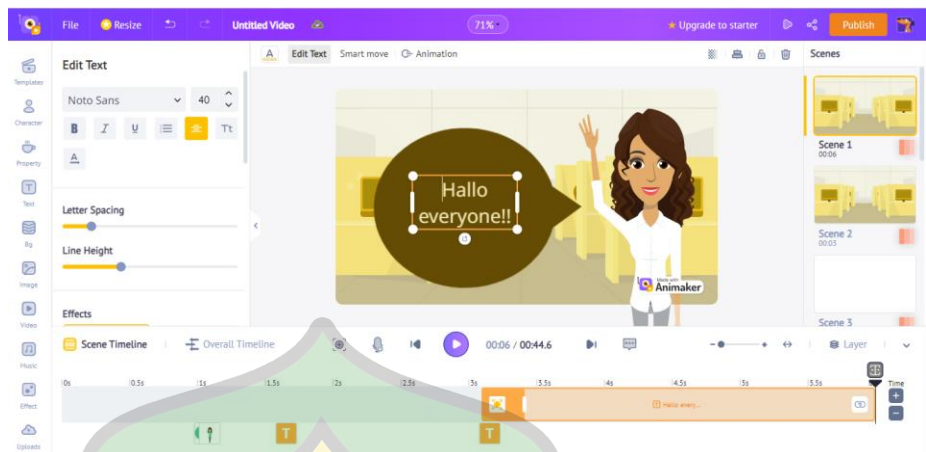 File
Resize
Untitled Video
71%
Upgrade to starter
Publish
Edit Text
A
Edit Text
Smart move
Animation
Scenes
Templates
Noto Sans
40
Character
B I U Tt
A
Property
Scene 1
00:06
Text
Hallo
everyone!!
Letter Spacing
Bg
Line Height
Scene 2
00:03
Image
Made with
Animaker
Effects
Video
Scene 3
Scene Timeline
Overall Timeline
00:06 / 00:44.6
Layer
Music
0s
0.5s
1s
1.5s
2s
2.5s
3s
3.5s
4s
4.5s
5s
5.5s
Time
Effect
Hallo every...
T
T
Uploads